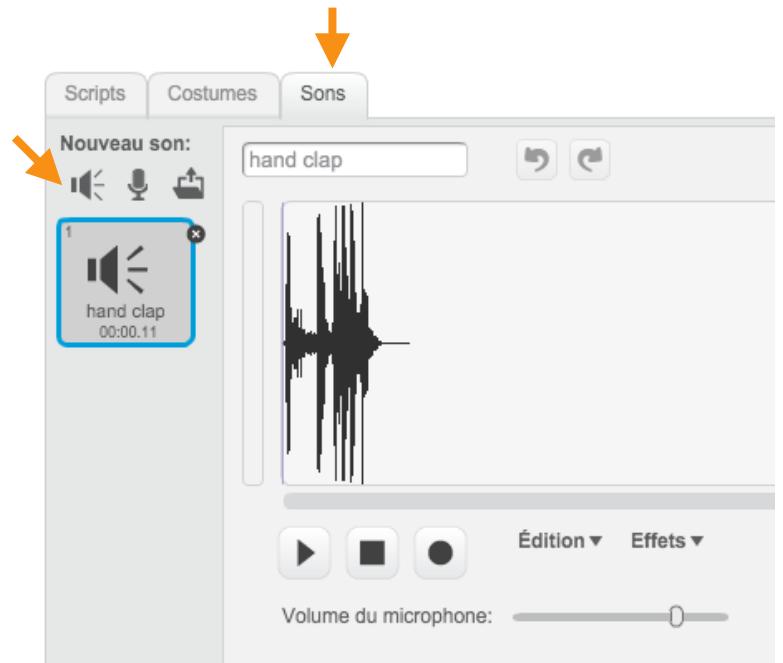 Scripts Costumes Sons
Nouveau son:
hand clap
1
hand clap
00:00.11
Édition Effets
Volume du microphone: